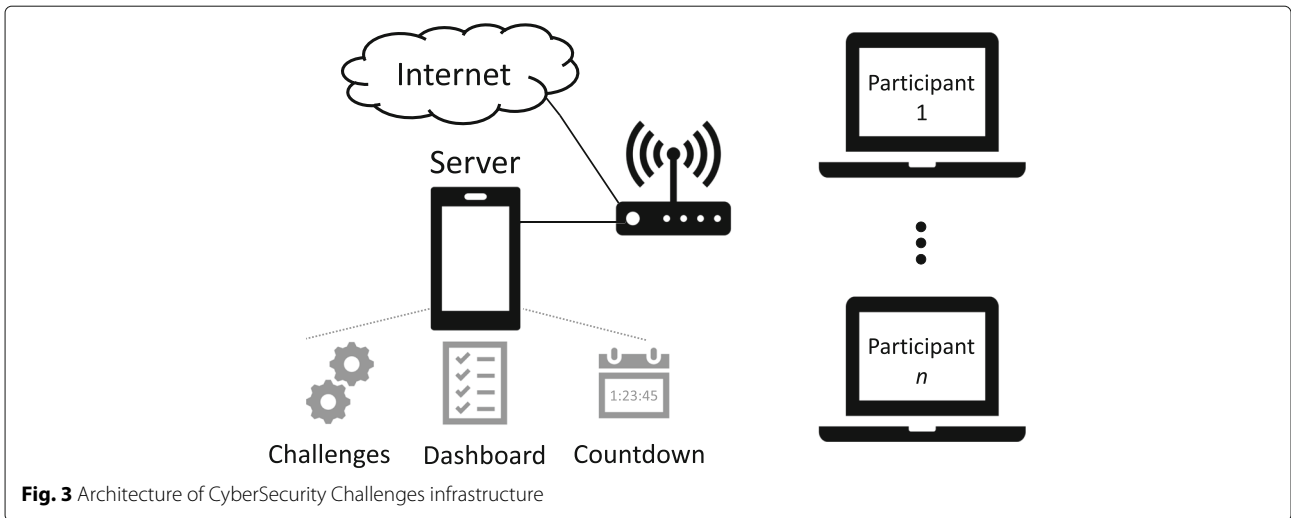 Internet
Server
Participant
1
Participant
n
1:23:45
Challenges Dashboard Countdown
Fig. 3 Architecture of CyberSecurity Challenges infrastructure